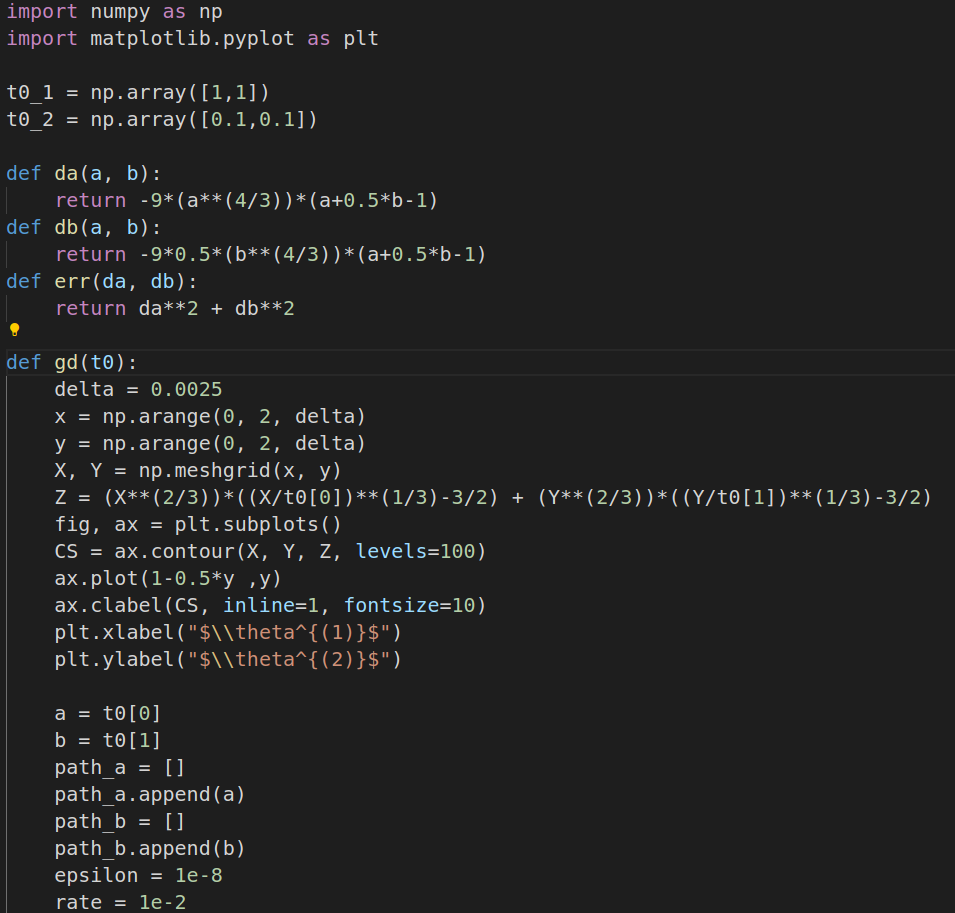 import numpy as np
import matplotlib.pyplot as plt

t0_1 = np.array([1,1])
t0_2 = np.array([0.1,0.1])

def da(a, b):
    return -9*(a**(4/3))*(a+0.5*b-1)
def db(a, b):
    return -9*0.5*(b**(4/3))*(a+0.5*b-1)
def err(da, db):
    return da**2 + db**2

def gd(t0):
    delta = 0.0025
    x = np.arange(0, 2, delta)
    y = np.arange(0, 2, delta)
    X, Y = np.meshgrid(x, y)
    Z = (X**(2/3))*((X/t0[0])**(1/3)-3/2) + (Y**(2/3))*((Y/t0[1])**(1/3)-3/2)
    fig, ax = plt.subplots()
    CS = ax.contour(X, Y, Z, levels=100)
    ax.plot(1-0.5*y ,y)
    ax.clabel(CS, inline=1, fontsize=10)
    plt.xlabel("$\\theta^{(1)}$")
    plt.ylabel("$\\theta^{(2)}$")

    a = t0[0]
    b = t0[1]
    path_a = []
    path_a.append(a)
    path_b = []
    path_b.append(b)
    epsilon = 1e-8
    rate = 1e-2